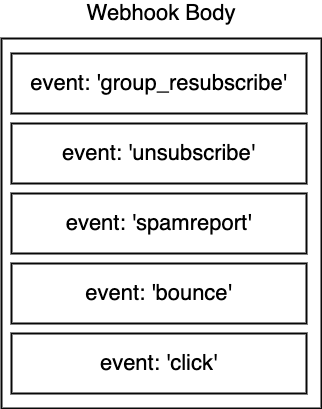 Webhook Body
event: 'group_resubscribe'
event: 'unsubscribe'
event: 'spamreport'
event: 'bounce'
event: 'click'